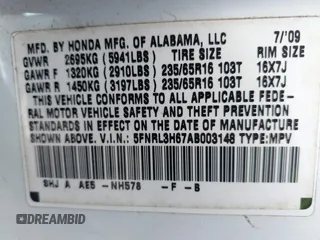 MFD. BY HONDA MFG. OF ALABAMA, LLC 7/'09
GVWR 2695KG (5941LBS) TIRE SIZE RIM SIZE
GAWR F 1320KG (2910LBS) 235/65R16 103T 16X7J
GAWR R 1450KG (3197LBS) 235/65R16 103T 16X7J
THIS VEHICLE CONFORMS TO ALL APPLICABLE FEDE-
RAL MOTOR VEHICLE SAFETY AND THEFT PREVENTION
STANDARDS IN EFFECT ON THE DATE OF MANUFACTURE
SHOWN ABOVE. V.I.N.: 5FNRL3H67AB003148 TYPE:MPV
SHJ A AE5 -NH578 -F -B
DREAMBID